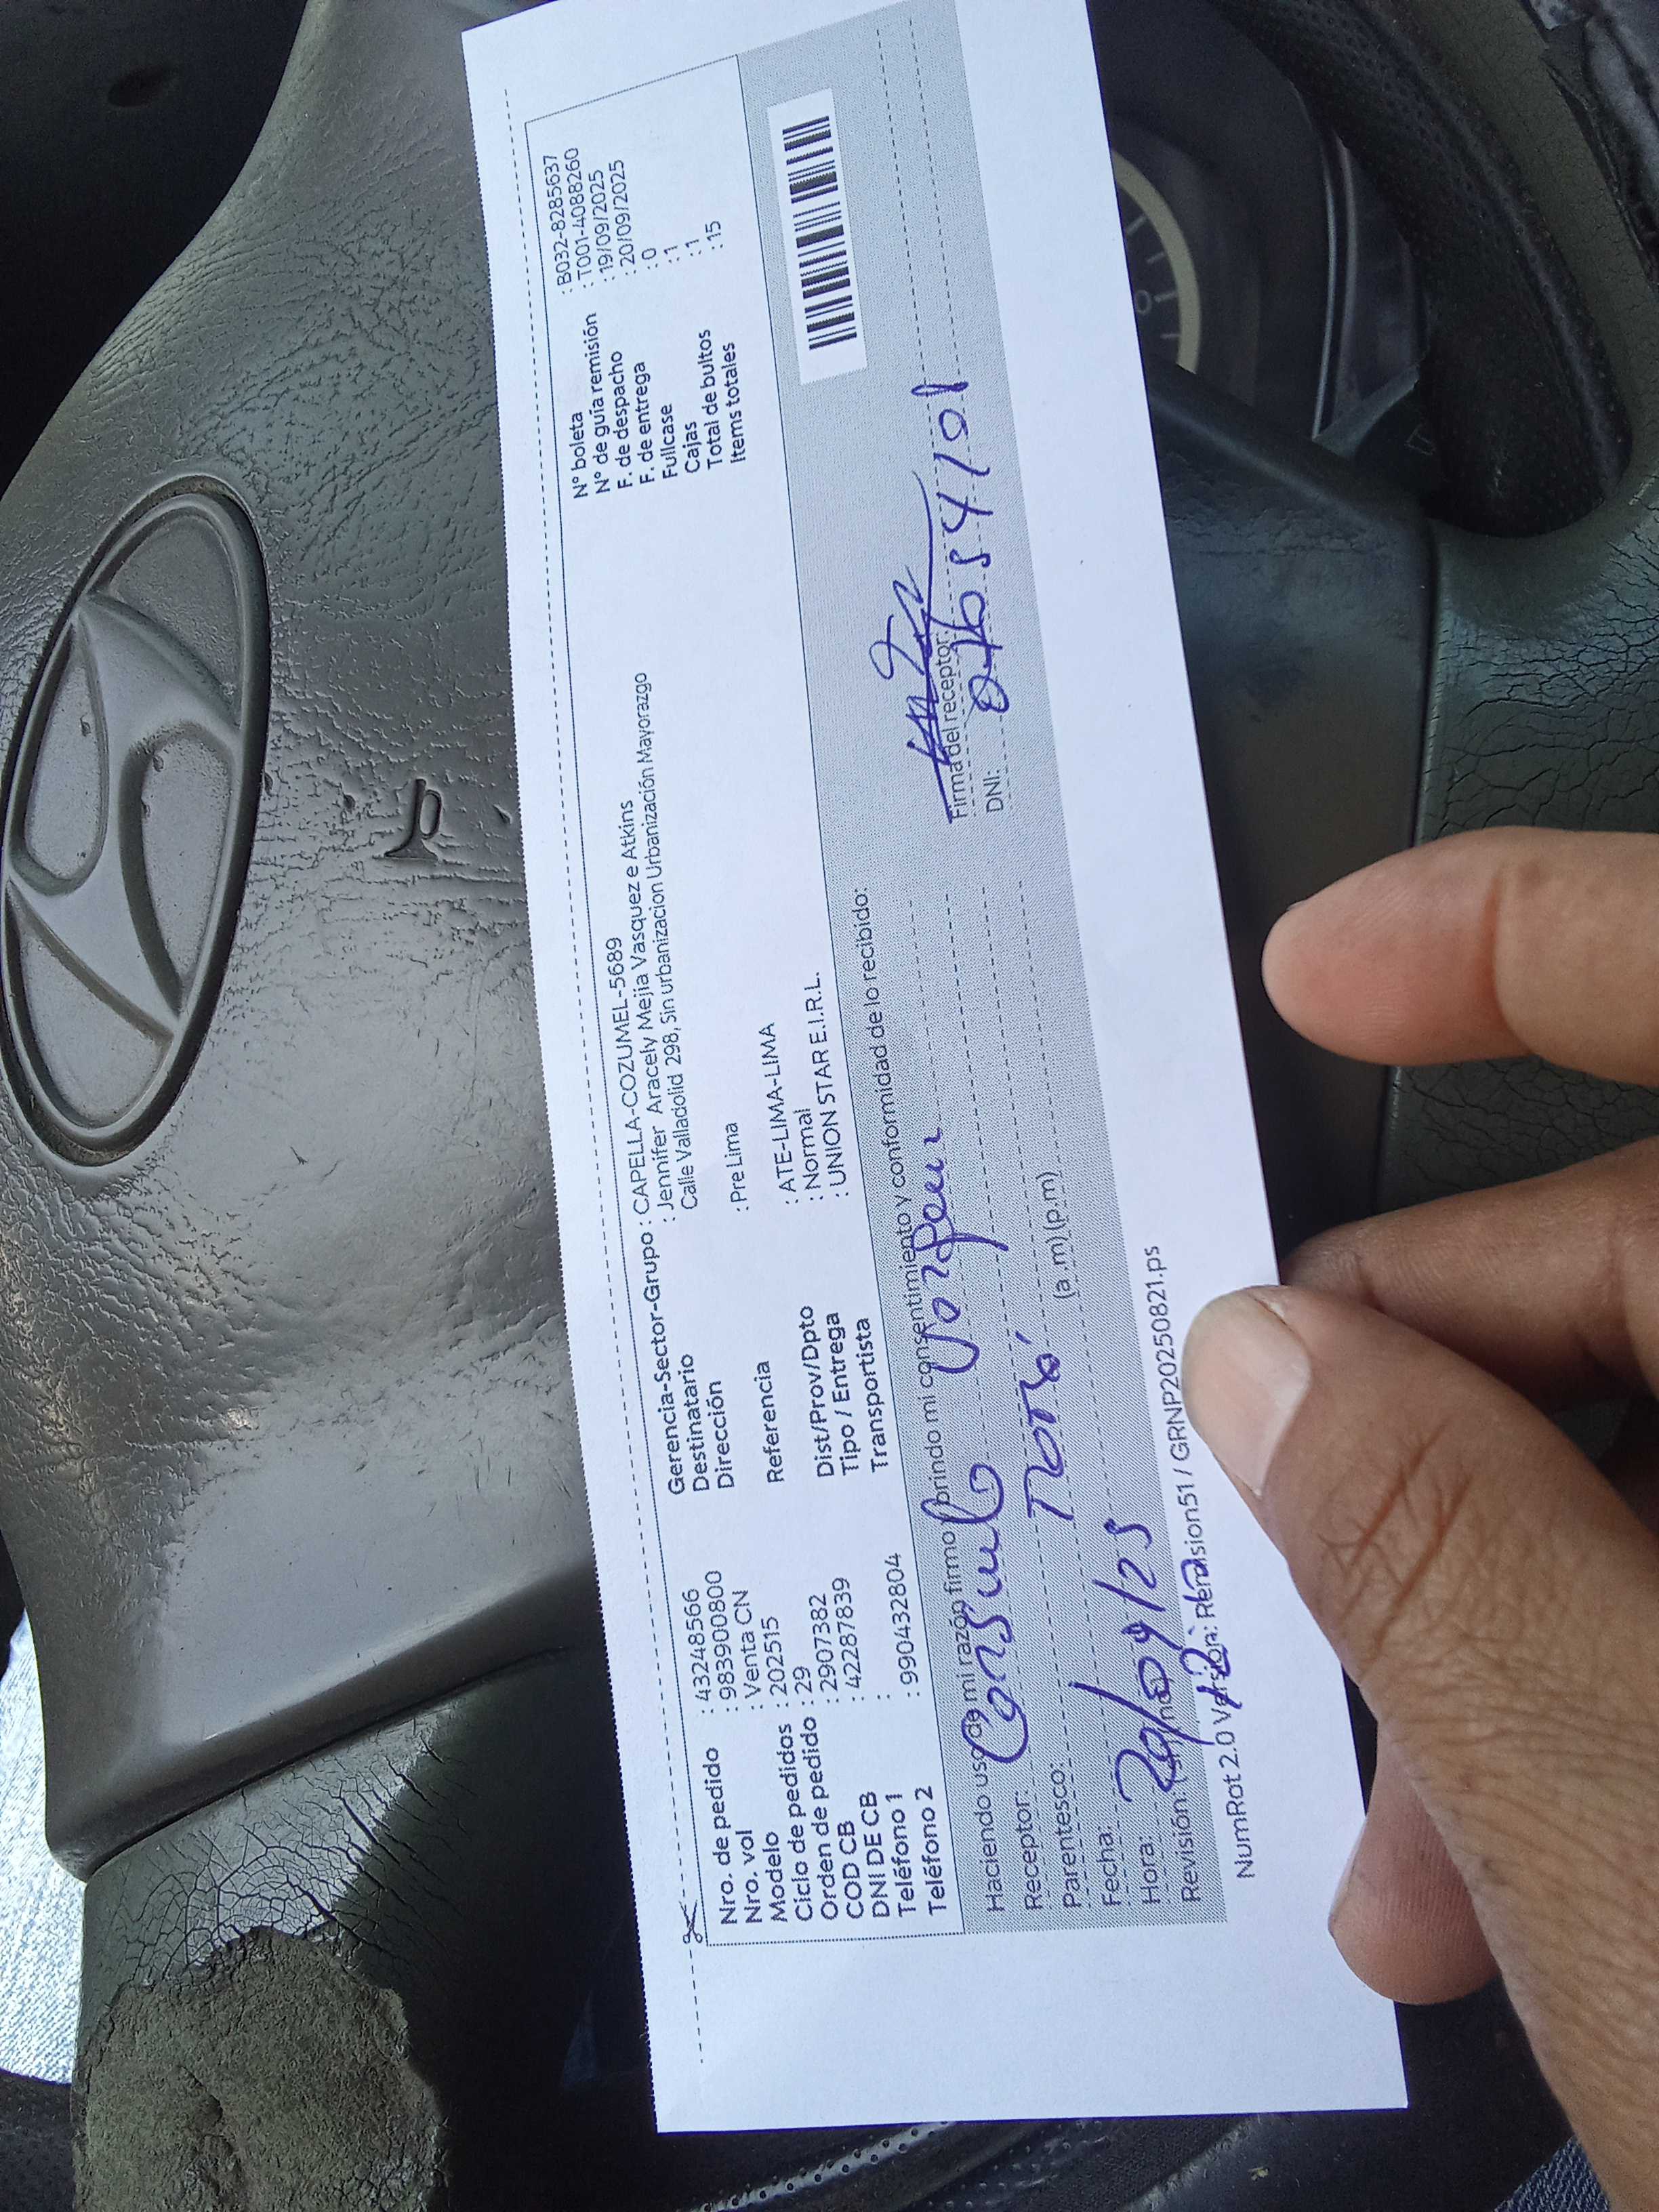 Nro. de pedido : 43248566
Nro. vol : 983900800
Modelo : Venta CN
Ciclo de pedidos : 202515
Orden de pedido : 29
COD CB : 2907382
DNI DE CB : 42287839
Teléfono 1 :
Teléfono 2 : 990432804
Gerencia-Sector-Grupo : CAPELLA-COZUMEL-5689
Destinatario : Jennifer Aracely Mejia Vasquez e Atkins
Dirección Calle Valladolid 298, Sin urbanizacion Urbanización Mayorazgo
Referencia : Pre Lima
Dist/Prov/Dpto : ATE-LIMA-LIMA
Tipo / Entrega : Normal
Transportista : UNION STAR E.I.R.L.
N° boleta : B032-8285637
N° de guía remisión : T001-4088260
F. de despacho : 19/09/2025
F. de entrega : 20/09/2025
Fullcase : 0
Cajas : 1
Total de bultos : 1
Items totales : 15
Haciendo uso de mi razón firmo brindo mi consentimiento y conformidad de lo recibido:
Receptor: Consuelo
Parentesco:
Fecha: 20/09/25
Hora: (a.m) (p.m)
Revisión:
Firma del receptor:
DNI:
NumRot 2.0 Versión: Remision51 / GRNP20250821.ps